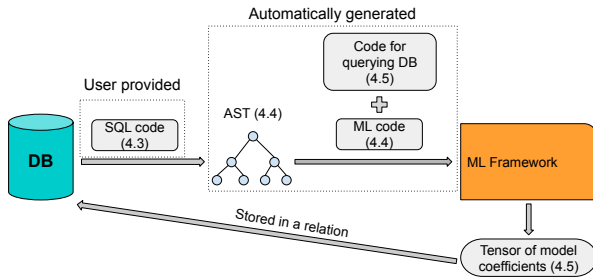 Automatically generated
Code for
querying DB
(4.5)
User provided
SQL code
(4.3)
AST (4.4)
ML code
(4.4)
DB
ML Framework
Stored in a relation
Tensor of model
coefficients (4.5)